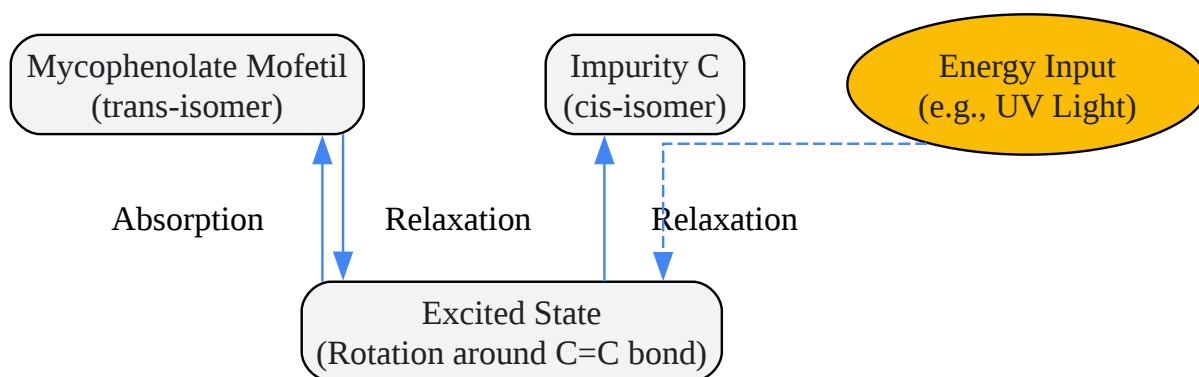 Mycophenolate Mofetil
(trans-isomer)
Impurity C
(cis-isomer)
Energy Input
(e.g., UV Light)
Absorption
Relaxation
Relaxation
Excited State
(Rotation around C=C bond)